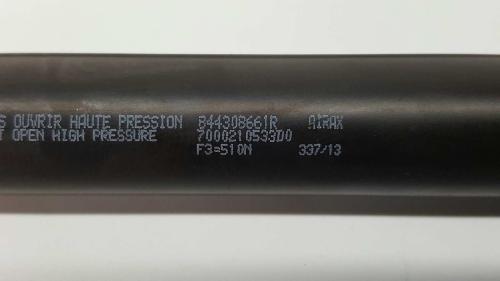 S OUVRIR HAUTE PRESSION 844308661R AIRAX
T OPEN HIGH PRESSURE 7000210533D0
F3=510N 337/13